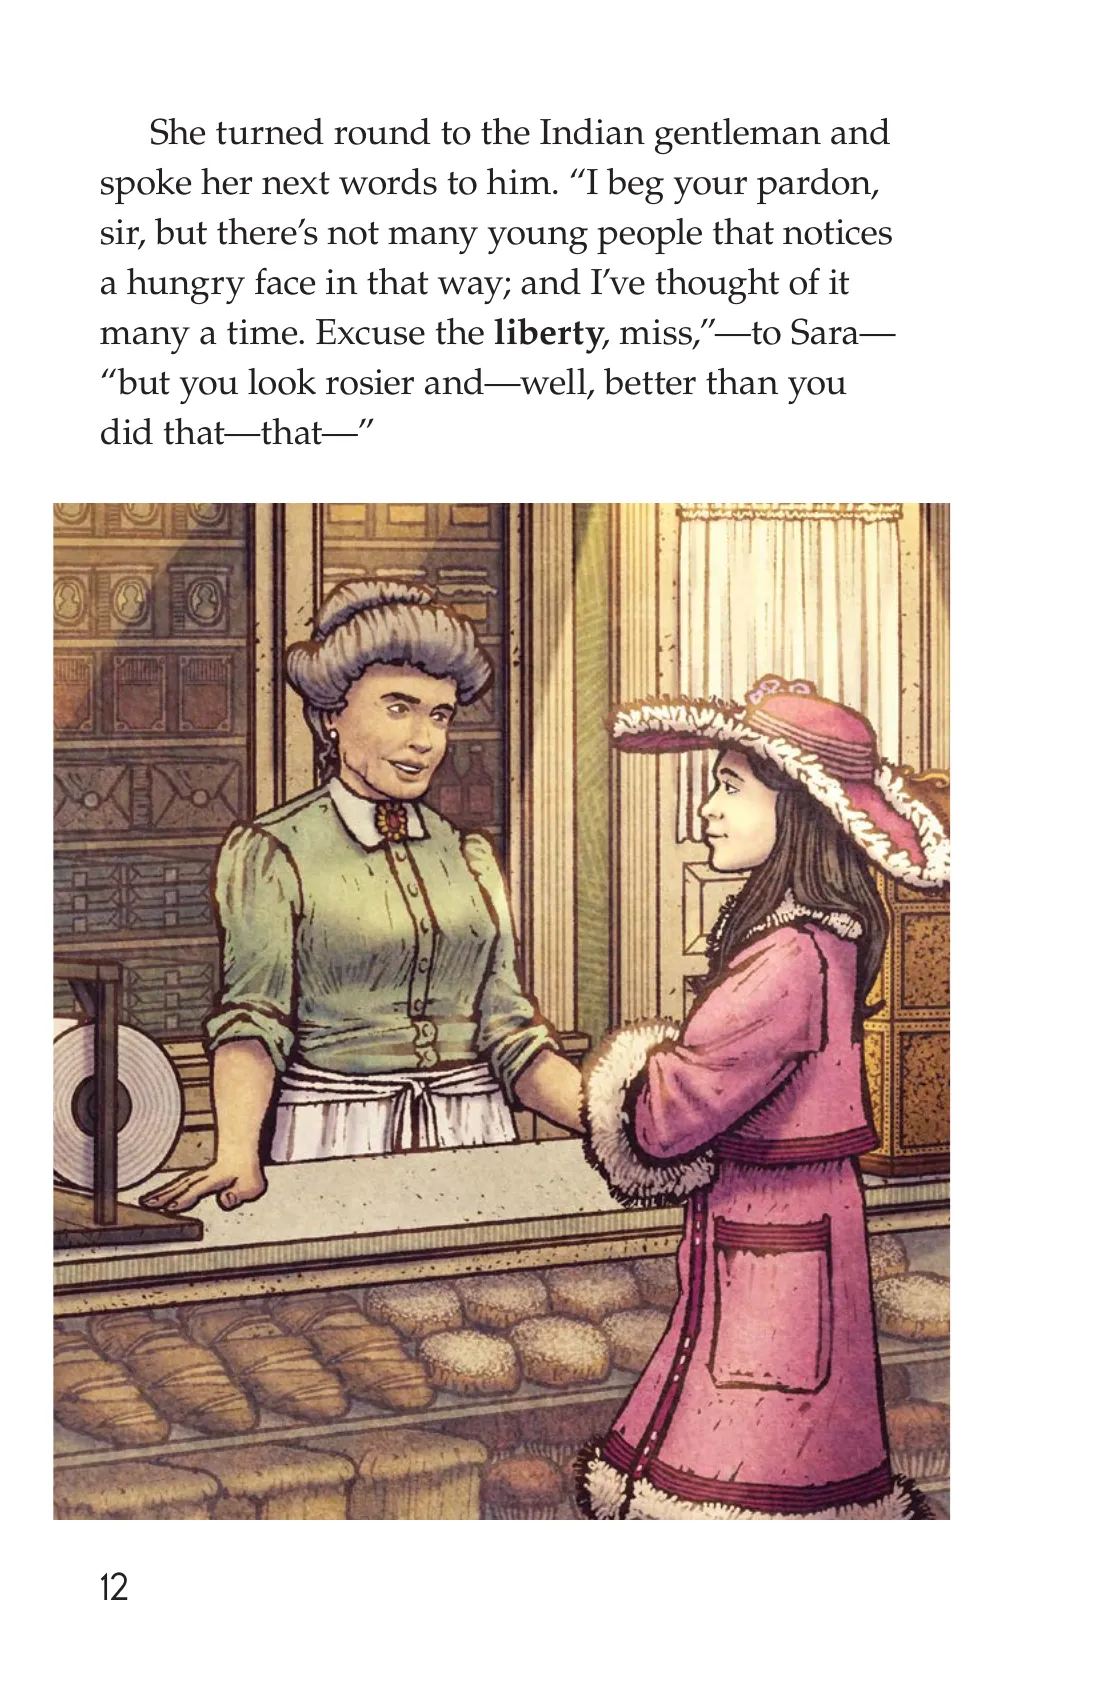 She turned round to the Indian gentleman and
spoke her next words to him. “I beg your pardon,
sir, but there’s not many young people that notices
a hungry face in that way; and I’ve thought of it
many a time. Excuse the liberty, miss,”—to Sara—
“but you look rosier and—well, better than you
did that—that—”
12